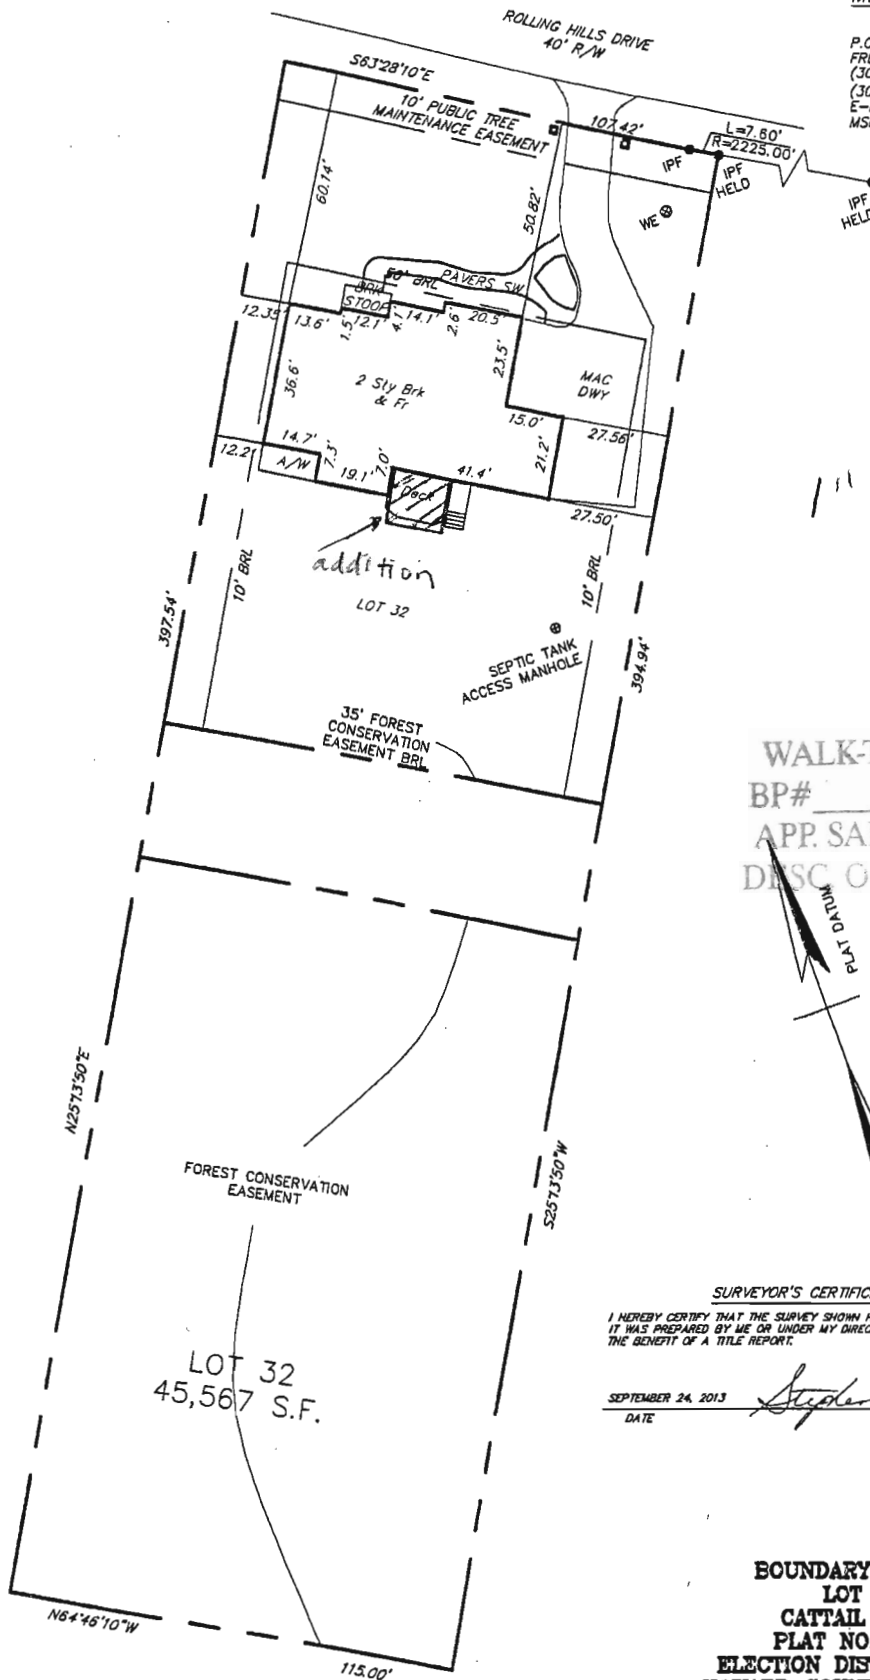 ROLLING HILLS DRIVE
40' R/W
P.O
(30
(30
E-
MS
S63°28'10"E
10' PUBLIC TREE
MAINTENANCE EASEMENT
107.42'
L=7.60'
R=2225.00'
IPF
IPF
HELD
IPF
HELD
WE
60.14'
50.82'
50' BRL
PAVERS SW
BRK
STOOP
12.35'
13.6'
1.5'
12.1'
4.1'
14.1'
2.6'
20.5'
36.6'
2 Sty Brk
& Fr
23.5'
MAC
DWY
15.0'
27.56'
21.2'
12.2'
14.7'
A/W
7.3'
19.1'
7.0'
41.4'
Deck
27.50'
addition
10' BRL
LOT 32
10' BRL
397.54'
SEPTIC TANK
ACCESS MANHOLE
394.94'
35' FOREST
CONSERVATION
EASEMENT BRL
WALK-
BP#
APP. SA
DESC O
PLAT DATUM
N25°13'50"E
S25°13'50"W
FOREST CONSERVATION
EASEMENT
LOT 32
45,567 S.F.
SURVEYOR'S CERTIFIC
I HEREBY CERTIFY THAT THE SURVEY SHOWN H
IT WAS PREPARED BY ME OR UNDER MY DIREC
THE BENEFIT OF A TITLE REPORT.
SEPTEMBER 24, 2013
Stephen
DATE
N64°46'10"W
115.00'
BOUNDARY
LOT
CATTAIL
PLAT NO
ELECTION DIS